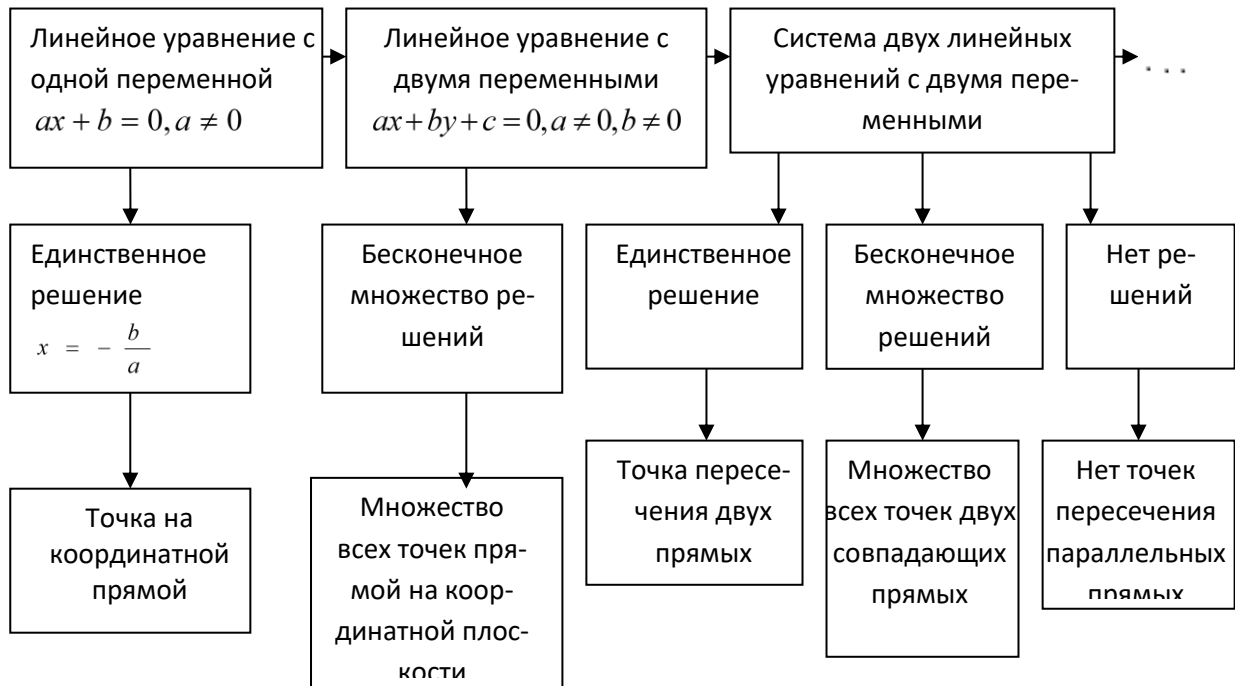 Линейное уравнение с
одной переменной
ax + b = 0, a ≠ 0
Линейное уравнение с
двумя переменными
ax + by + c = 0, a ≠ 0, b ≠ 0
Система двух линейных
уравнений с двумя пере-
менными
. . .
Единственное
решение
x = - b/a
Бесконечное
множество ре-
шений
Единственное
решение
Бесконечное
множество
решений
Нет ре-
шений
Точка на
координатной
прямой
Множество
всех точек пря-
мой на коор-
динатной плос-
кости
Точка пересе-
чения двух
прямых
Множество
всех точек двух
совпадающих
прямых
Нет точек
пересечения
параллельных
прямых